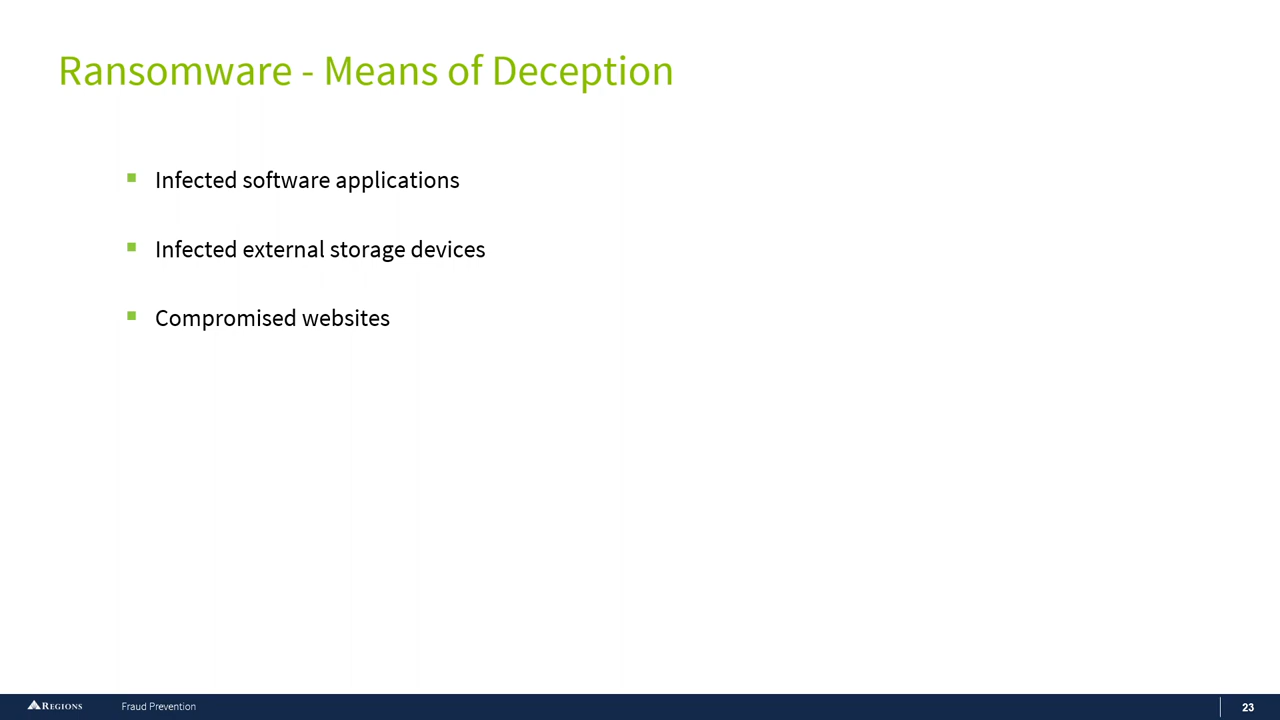 Ransomware - Means of Deception
Infected software applications
Infected external storage devices
Compromised websites
REGIONS
Fraud Prevention
23